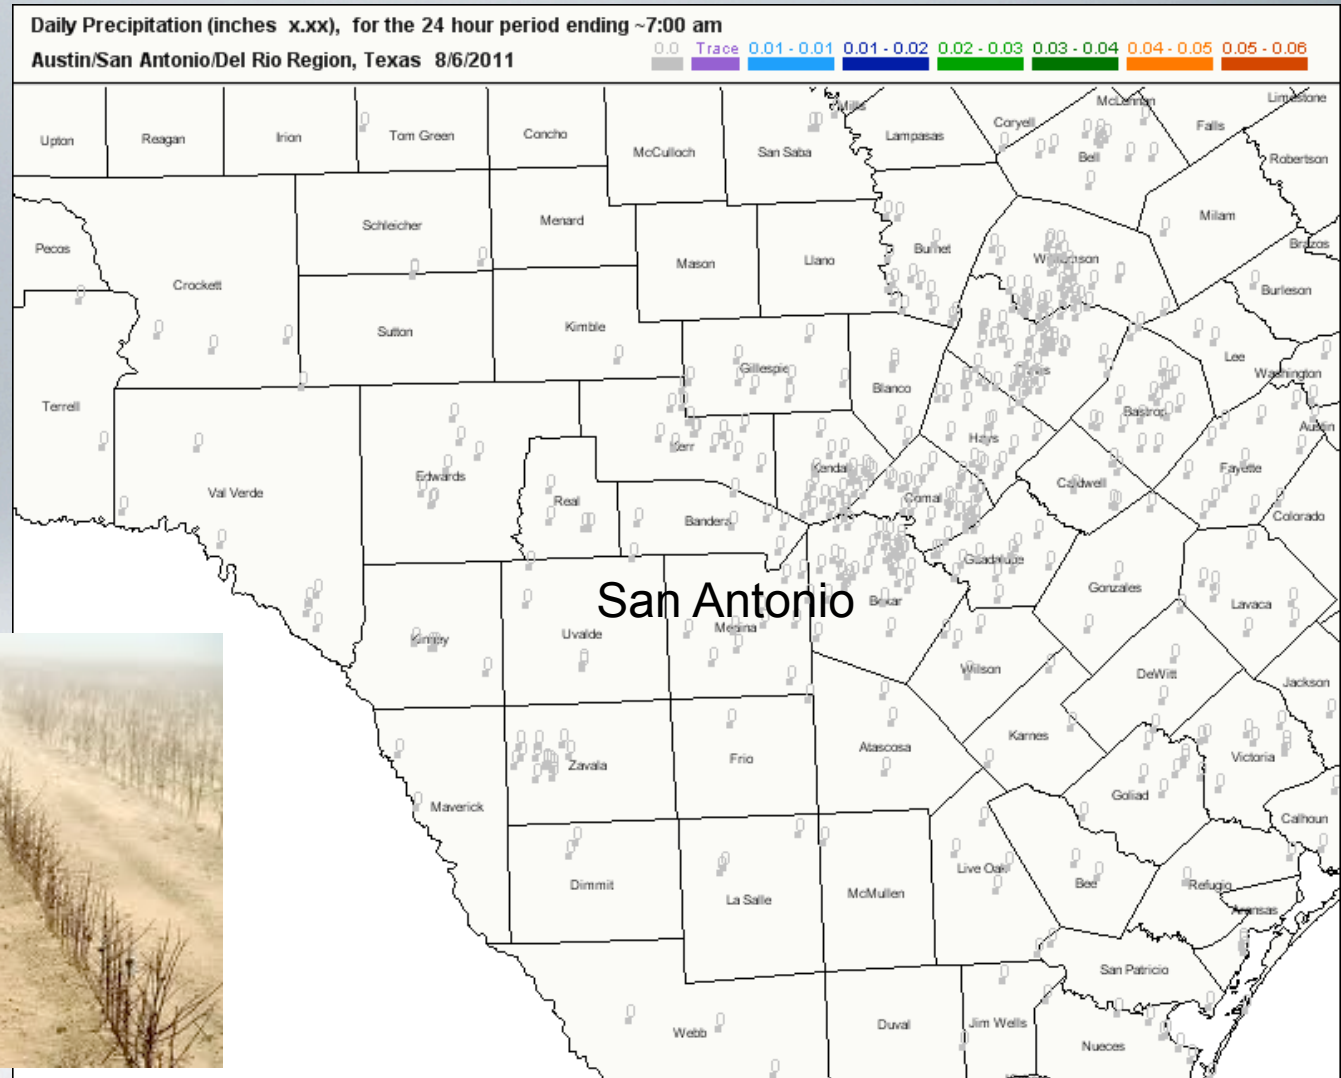 Daily Precipitation (inches x.xx), for the 24 hour period ending ~7:00 am
Austin/San Antonio/Del Rio Region, Texas 8/6/2011
0.0 Trace 0.01 - 0.01 0.01 - 0.02 0.02 - 0.03 0.03 - 0.04 0.04 - 0.05 0.05 - 0.06
Upton Reagan Irion Tom Green Concho McCulloch San Saba Mills Lampasas Coryell McLennan Bell Falls Limestone Robertson
Pecos Crockett Schleicher Menard Mason Llano Burnet Williamson Milam Brazos Burleson
Sutton Kimble Gillespie Blanco Travis Lee Washington
Terrell Val Verde Edwards Real Kerr Bandera Kendall Comal Hays Caldwell Bastrop Fayette Austin Colorado
San Antonio
Kinney Uvalde Medina Bexar Guadalupe Gonzales Lavaca
Wilson DeWitt Jackson
Maverick Zavala Frio Atascosa Karnes Goliad Victoria Calhoun
Dimmit La Salle McMullen Live Oak Bee Refugio Aransas
San Patricio
Webb Duval Jim Wells Nueces